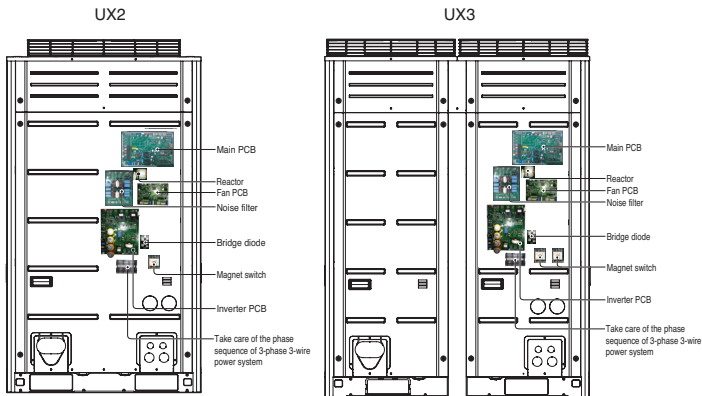 UX2
UX3
Main PCB
Reactor
Fan PCB
Noise filter
Bridge diode
Magnet switch
Inverter PCB
Take care of the phase
sequence of 3-phase 3-wire
power system
Main PCB
Reactor
Fan PCB
Noise filter
Bridge diode
Magnet switch
Inverter PCB
Take care of the phase
sequence of 3-phase 3-wire
power system